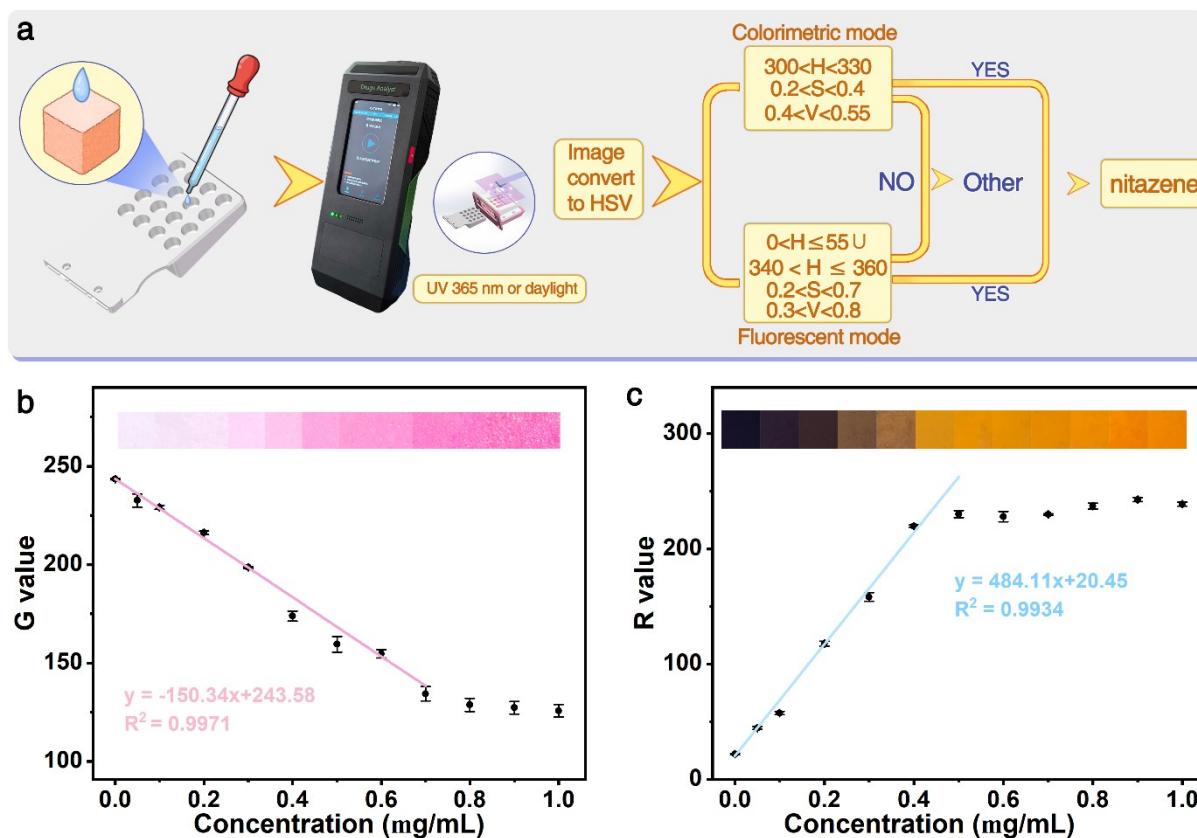 a
Drugs Analyst
UV 365 nm or daylight
Image
convert
to HSV
Colorimetric mode
300<H<330
0.2<S<0.4
0.4<V<0.55
YES
NO
Other
nitazene
0<H≤55∪
340<H≤360
0.2<S<0.7
0.3<V<0.8
Fluorescent mode
YES
b
G value
250
200
150
100
y = -150.34x+243.58
R² = 0.9971
0.0 0.2 0.4 0.6 0.8 1.0
Concentration (mg/mL)
c
R value
300
200
100
0
y = 484.11x+20.45
R² = 0.9934
0.0 0.2 0.4 0.6 0.8 1.0
Concentration (mg/mL)